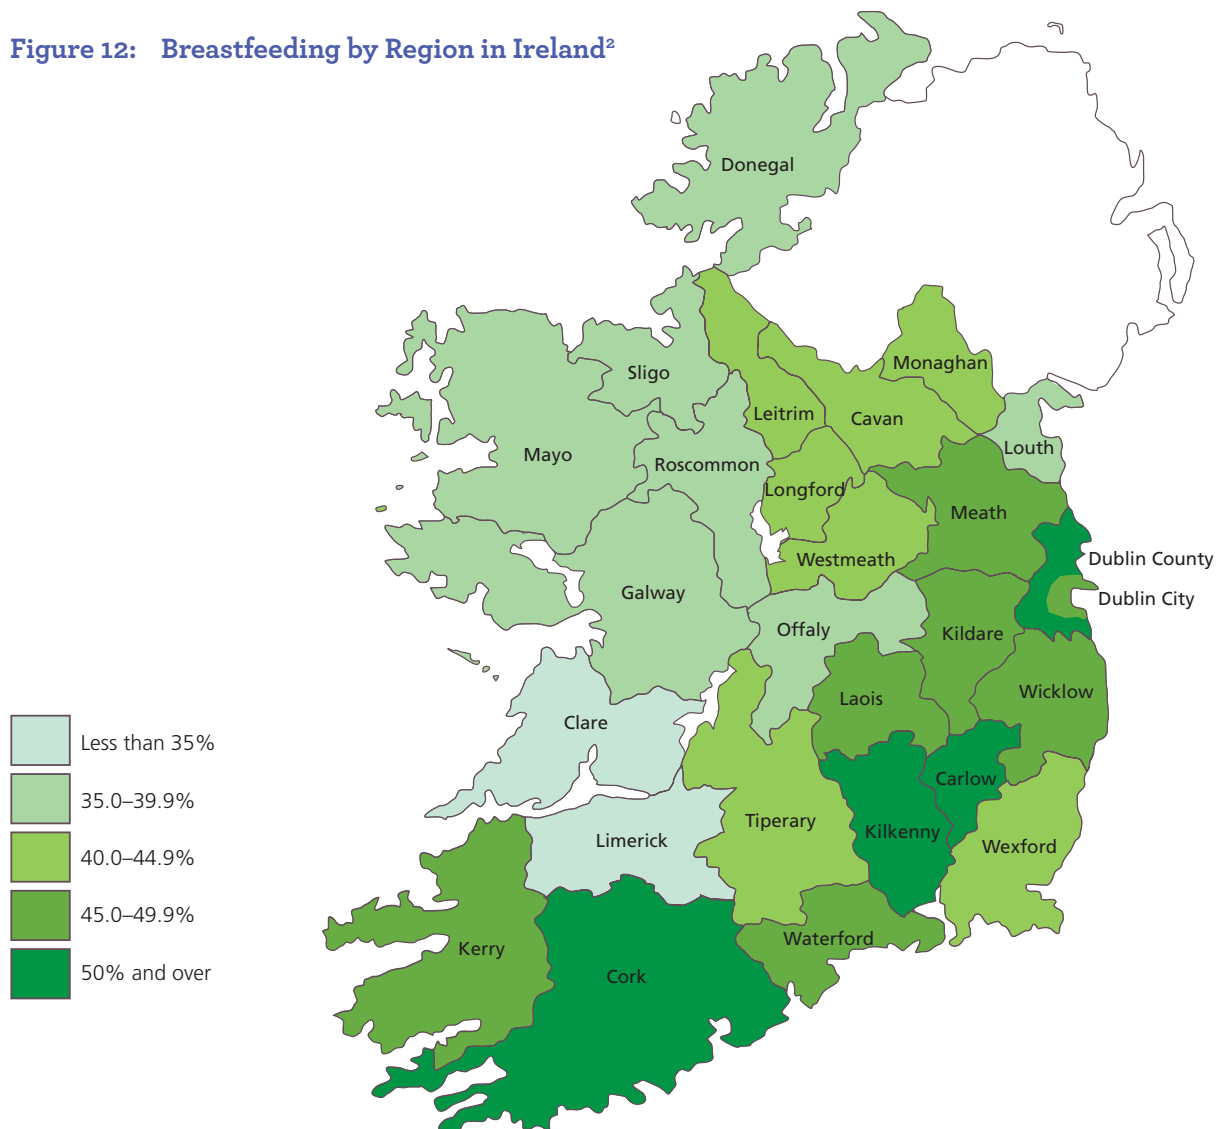 Figure 12: Breastfeeding by Region in Ireland²
Donegal
Monaghan
Sligo
Leitrim
Cavan
Louth
Mayo
Roscommon
Longford
Meath
Westmeath
Dublin County
Galway
Dublin City
Offaly
Kildare
Laois
Wicklow
Clare
Less than 35%
Carlow
35.0–39.9%
Tiperary
Kilkenny
Limerick
Wexford
40.0–44.9%
45.0–49.9%
Waterford
Kerry
50% and over
Cork